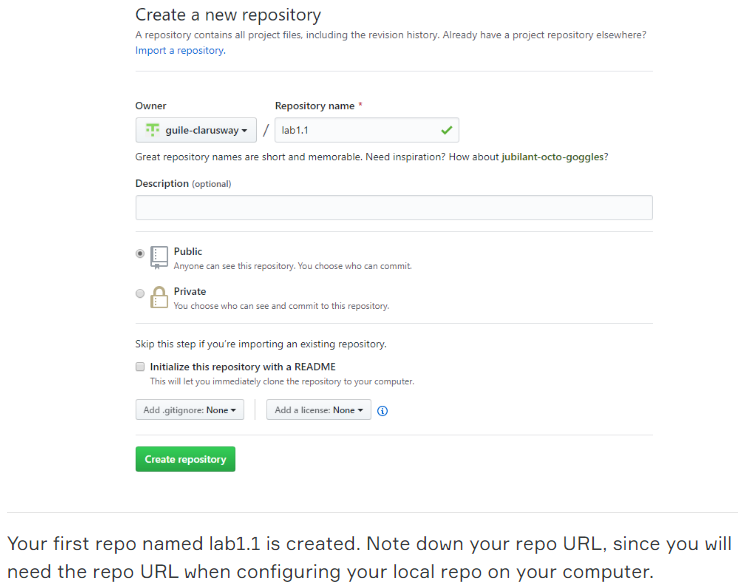 Create a new repository
A repository contains all project files, including the revision history. Already have a project repository elsewhere?
Import a repository.
Owner
Repository name *
guile-clarusway
/
lab1.1
Great repository names are short and memorable. Need inspiration? How about jubilant-octo-goggles?
Description (optional)
Public
Anyone can see this repository. You choose who can commit.
Private
You choose who can see and commit to this repository.
Skip this step if you're importing an existing repository.
Initialize this repository with a README
This will let you immediately clone the repository to your computer.
Add .gitignore: None
Add a license: None
Create repository
Your first repo named lab1.1 is created. Note down your repo URL, since you will
need the repo URL when configuring your local repo on your computer.